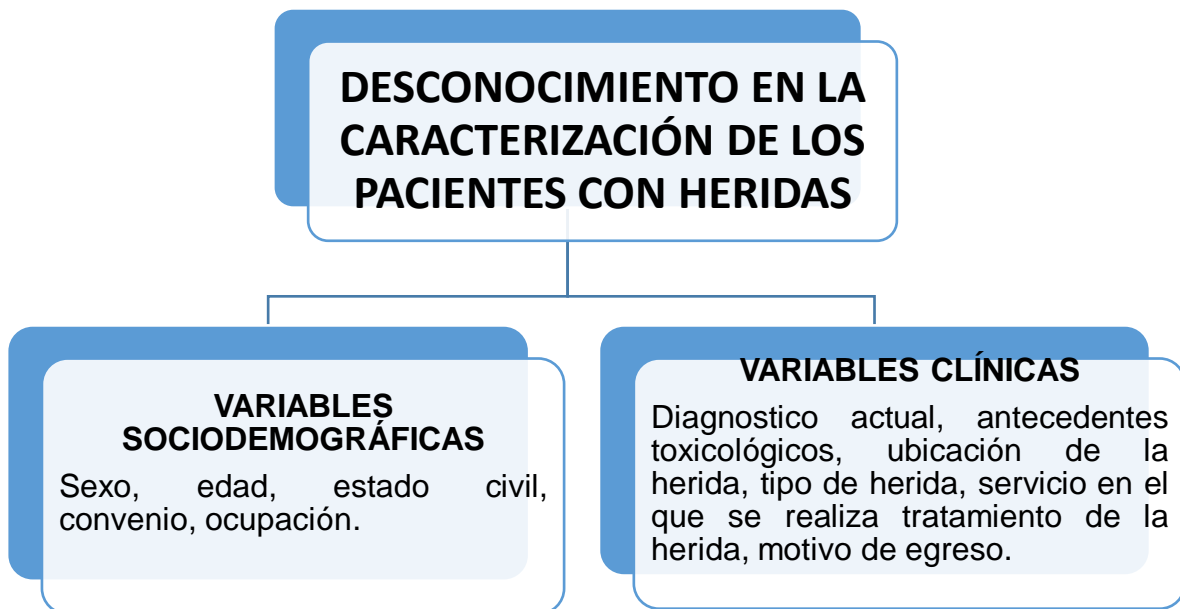 DESCONOCIMIENTO EN LA
CARACTERIZACIÓN DE LOS
PACIENTES CON HERIDAS
VARIABLES
SOCIODEMOGRÁFICAS
Sexo, edad, estado civil,
convenio, ocupación.
VARIABLES CLÍNICAS
Diagnostico actual, antecedentes
toxicológicos, ubicación de la
herida, tipo de herida, servicio en el
que se realiza tratamiento de la
herida, motivo de egreso.